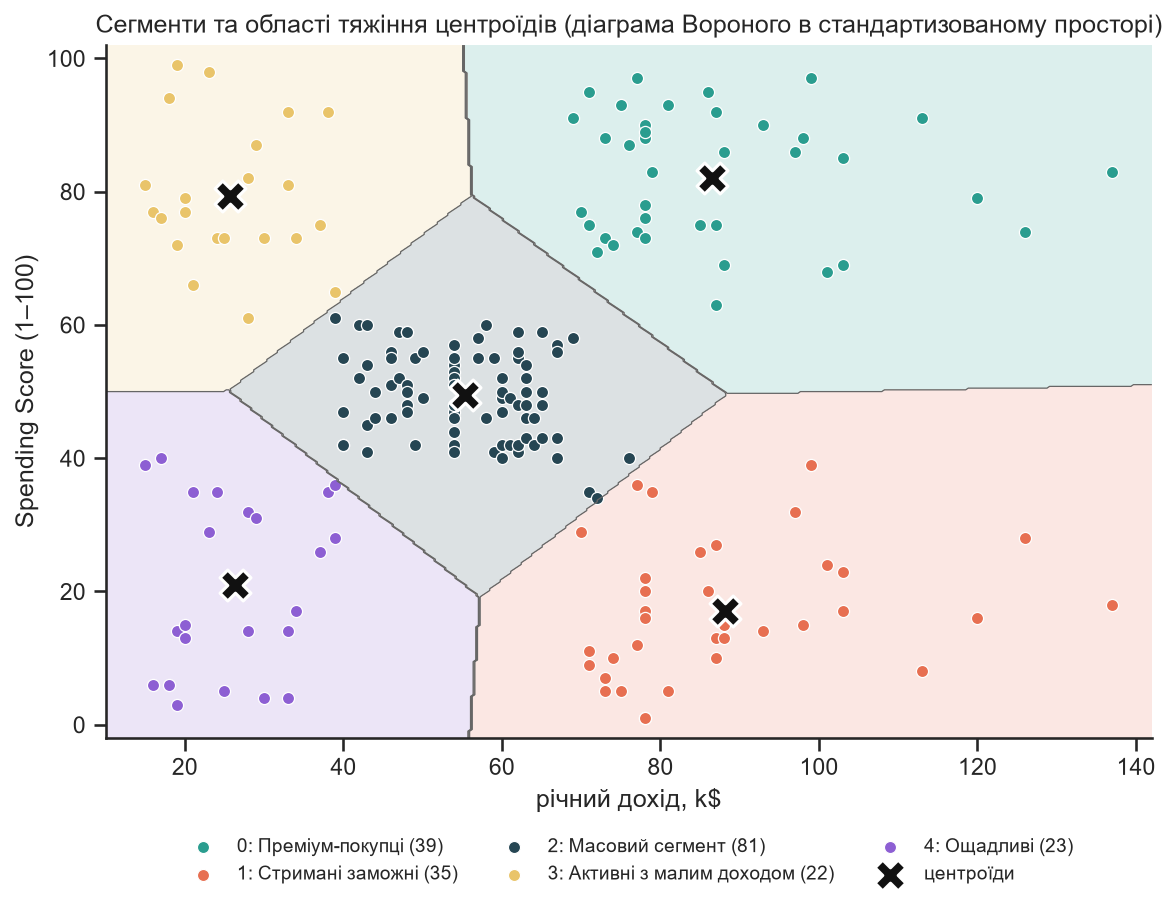 Сегменти та області тяжіння центроїдів (діаграма Вороного в стандартизованому просторі)
Spending Score (1–100)
100
80
60
40
20
0
20 40 60 80 100 120 140
річний дохід, k$
0: Преміум-покупці (39) 2: Масовий сегмент (81) 4: Ощадливі (23)
1: Стримані заможні (35) 3: Активні з малим доходом (22) центроїди